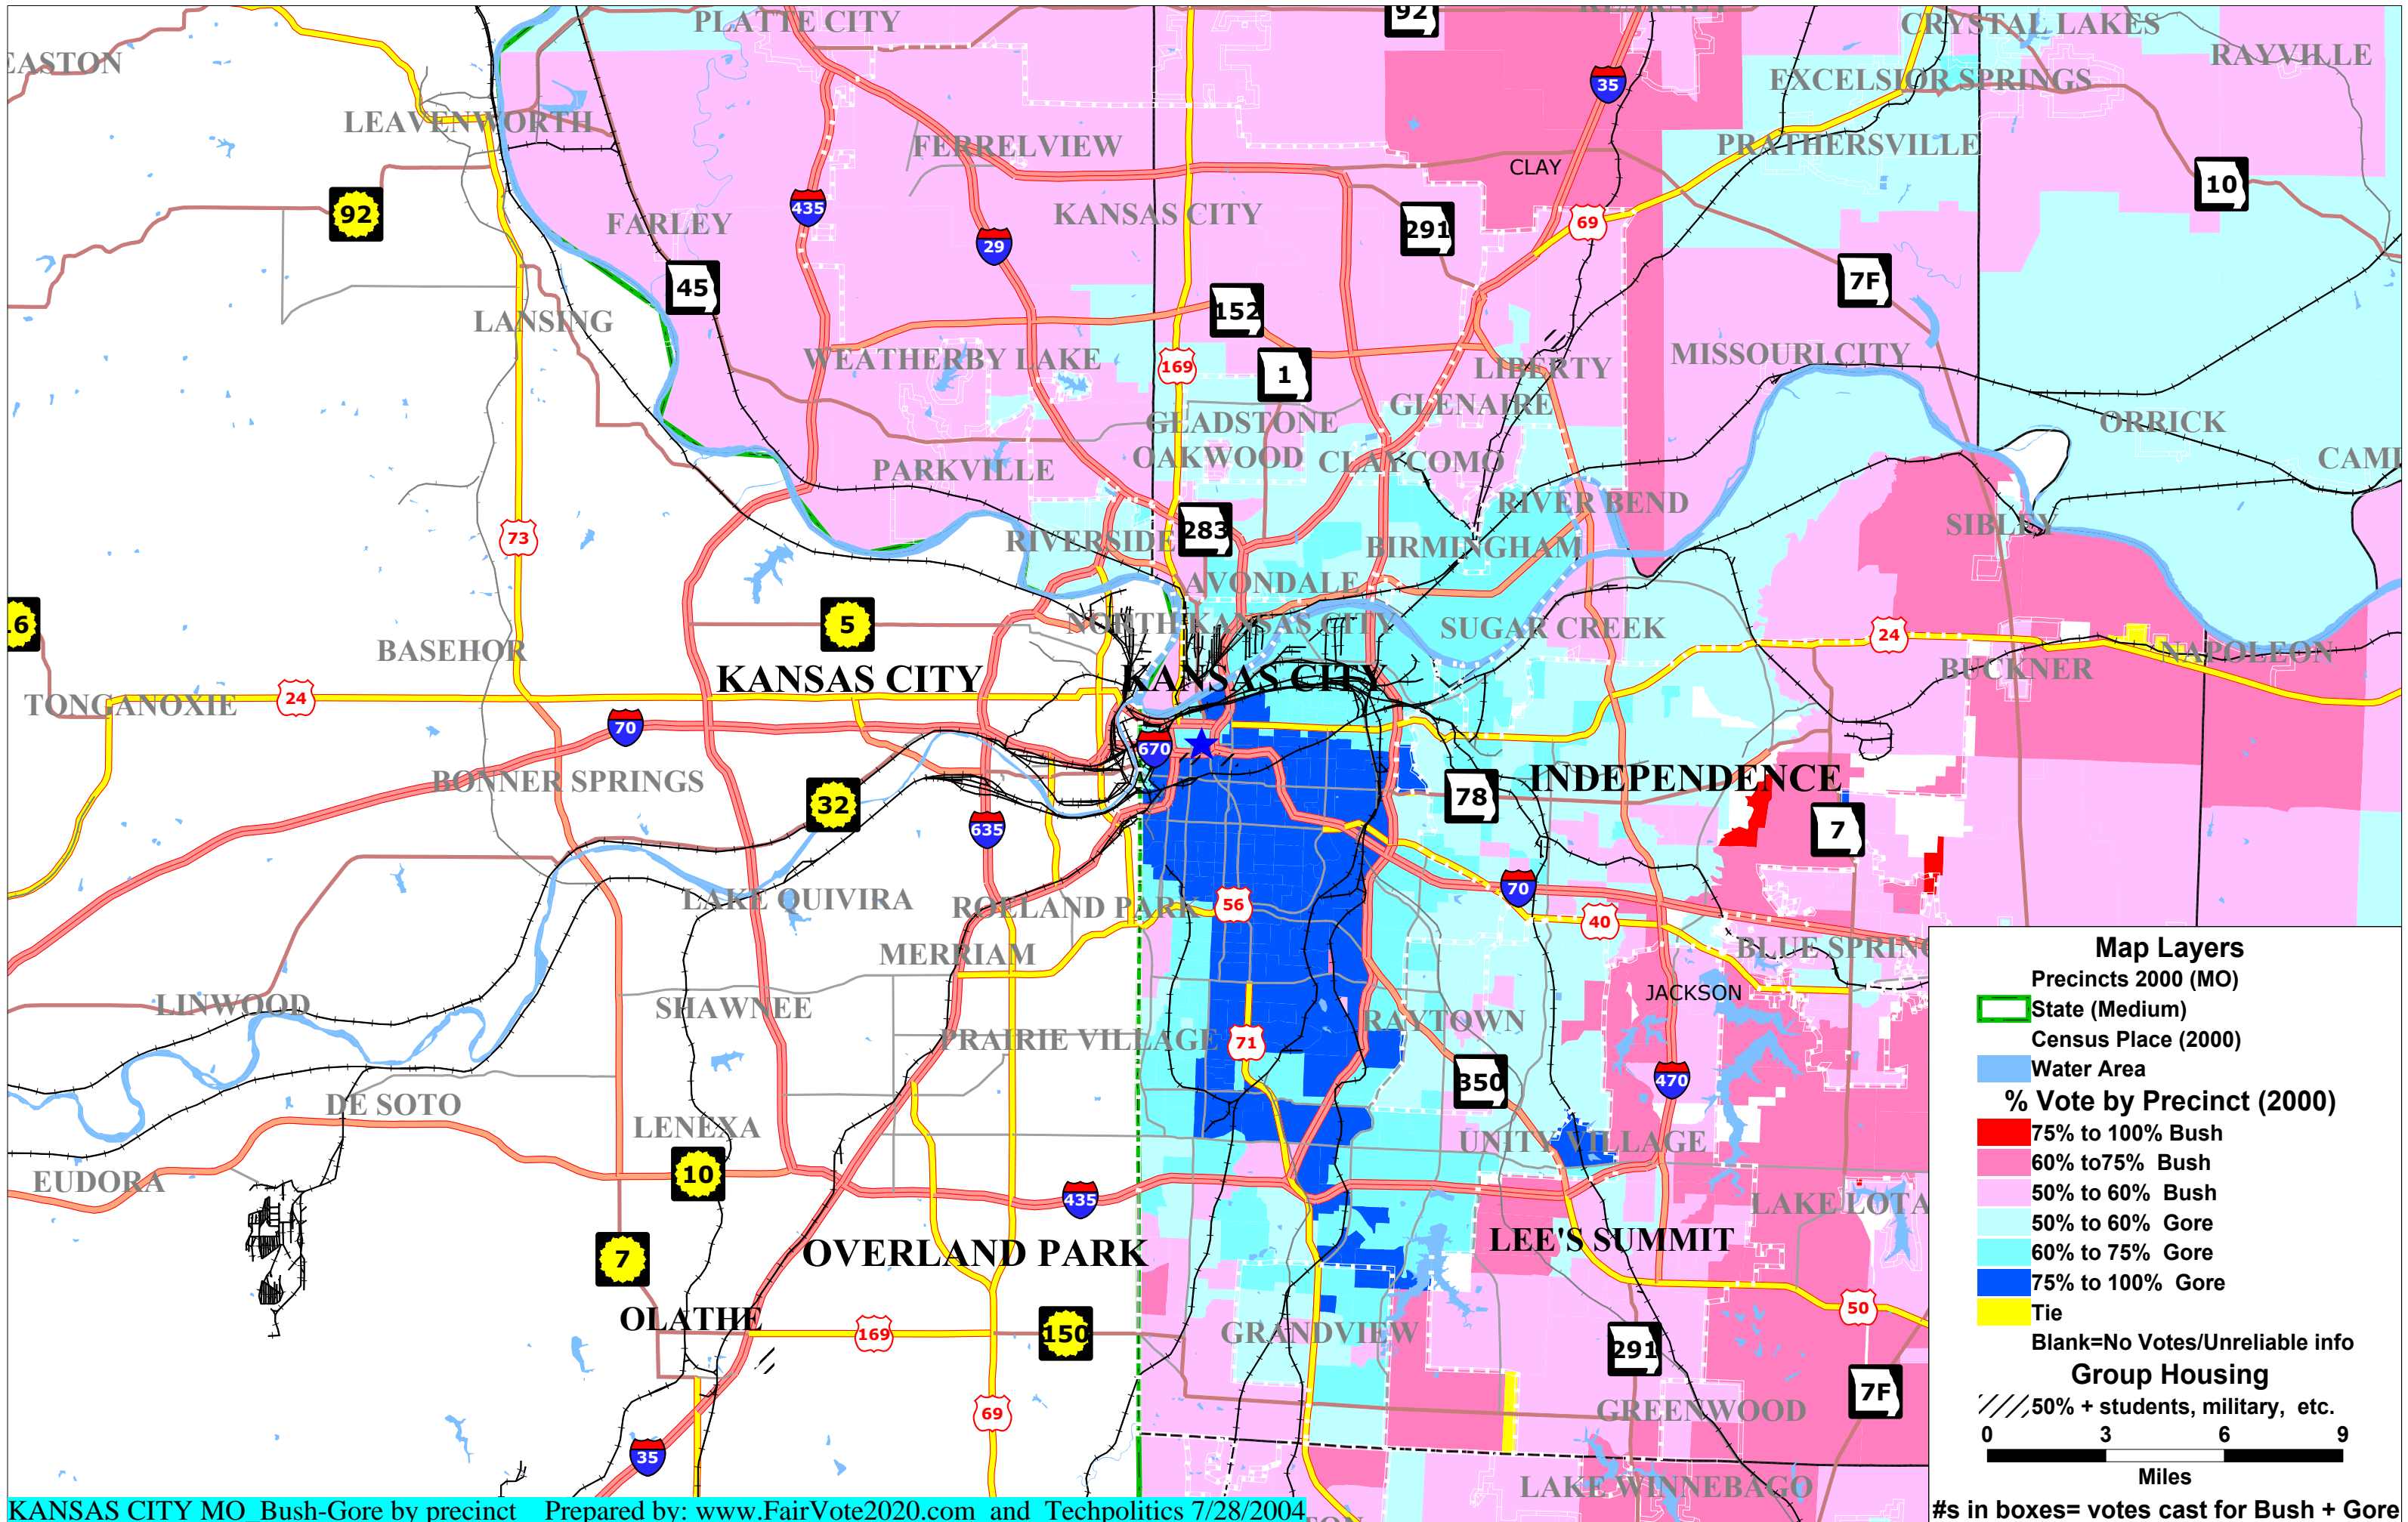 PLATTE CITY
92
KEARNEY
CRYSTAL LAKES
RAYVILLE
EASTON
35
EXCELSIOR SPRINGS
LEAVENWORTH
FERRELVIEW
PRATHERSVILLE
CLAY
92
435
FARLEY
KANSAS CITY
291
69
10
29
45
7F
152
LANSING
WEATHERBY LAKE
169
1
LIBERTY
MISSOURI CITY
GLENAIRE
GLADSTONE
ORRICK
PARKVILLE
OAKWOOD
CLAYCOMO
RIVER BEND
73
RIVERSIDE
283
BIRMINGHAM
SIBLEY
AVONDALE
16
5
NORTH KANSAS CITY
SUGAR CREEK
24
BASEHOR
BUCKNER
NAPOLEON
KANSAS CITY
KANSAS CITY
TONGANOXIE
24
70
670
BONNER SPRINGS
32
INDEPENDENCE
78
635
7
LAKE QUIVIRA
ROLLAND PARK
56
70
40
MERRIAM
BLUE SPRING
LINWOOD
SHAWNEE
JACKSON
PRAIRIE VILLAGE
71
RAYTOWN
350
470
DE SOTO
LENEXA
UNITY VILLAGE
EUDORA
10
435
LAKE LOTA
7
OVERLAND PARK
LEE'S SUMMIT
OLATHE
169
150
GRANDVIEW
50
291
7F
69
GREENWOOD
35
LAKE WINNEBAGO
Map Layers
Precincts 2000 (MO)
State (Medium)
Census Place (2000)
Water Area
% Vote by Precinct (2000)
75% to 100% Bush
60% to75% Bush
50% to 60% Bush
50% to 60% Gore
60% to 75% Gore
75% to 100% Gore
Tie
Blank=No Votes/Unreliable info
Group Housing
50% + students, military, etc.
0 3 6 9
Miles
#s in boxes= votes cast for Bush + Gore
KANSAS CITY MO Bush-Gore by precinct Prepared by: www.FairVote2020.com and Techpolitics 7/28/2004